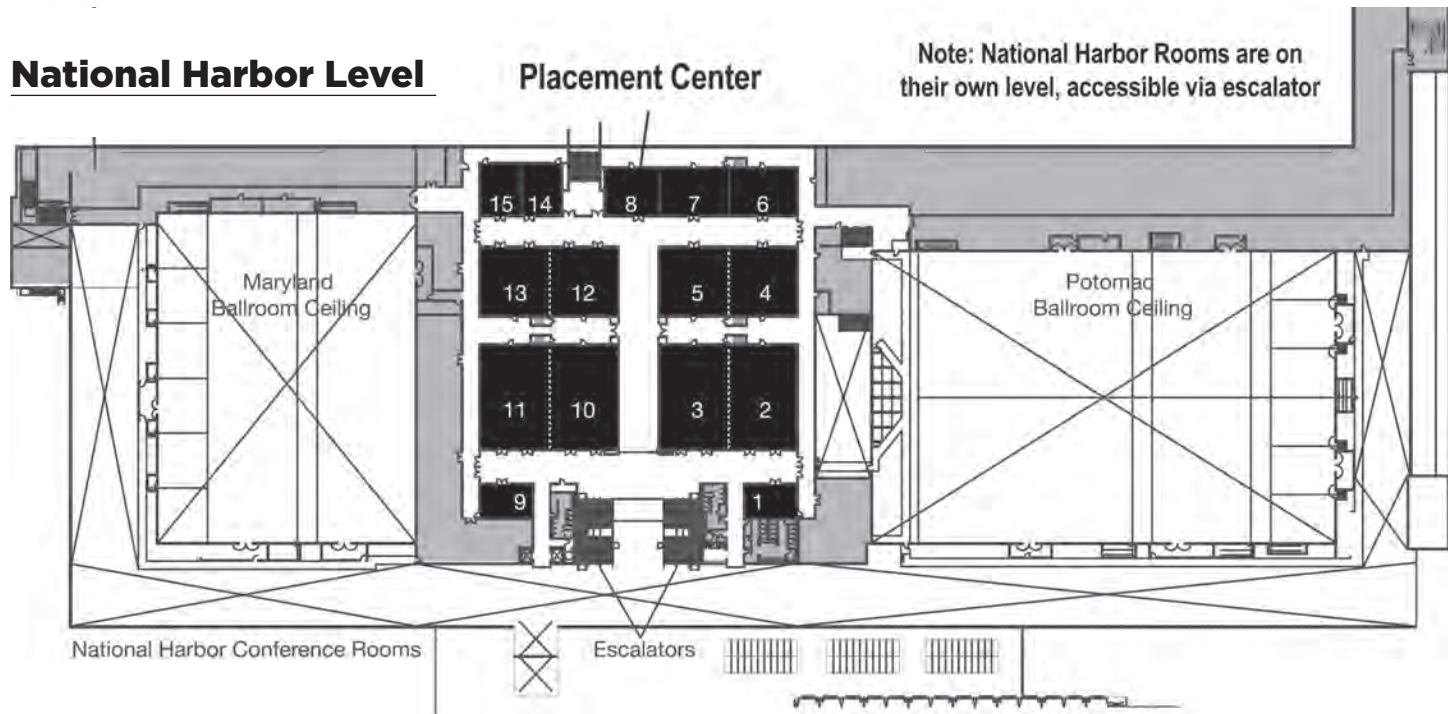 National Harbor Level
Placement Center
Note: National Harbor Rooms are on
their own level, accessible via escalator
15 14 8 7 6
Maryland
Ballroom Ceiling
13 12 5 4
Potomac
Ballroom Ceiling
11 10 3 2
9 1
National Harbor Conference Rooms
Escalators